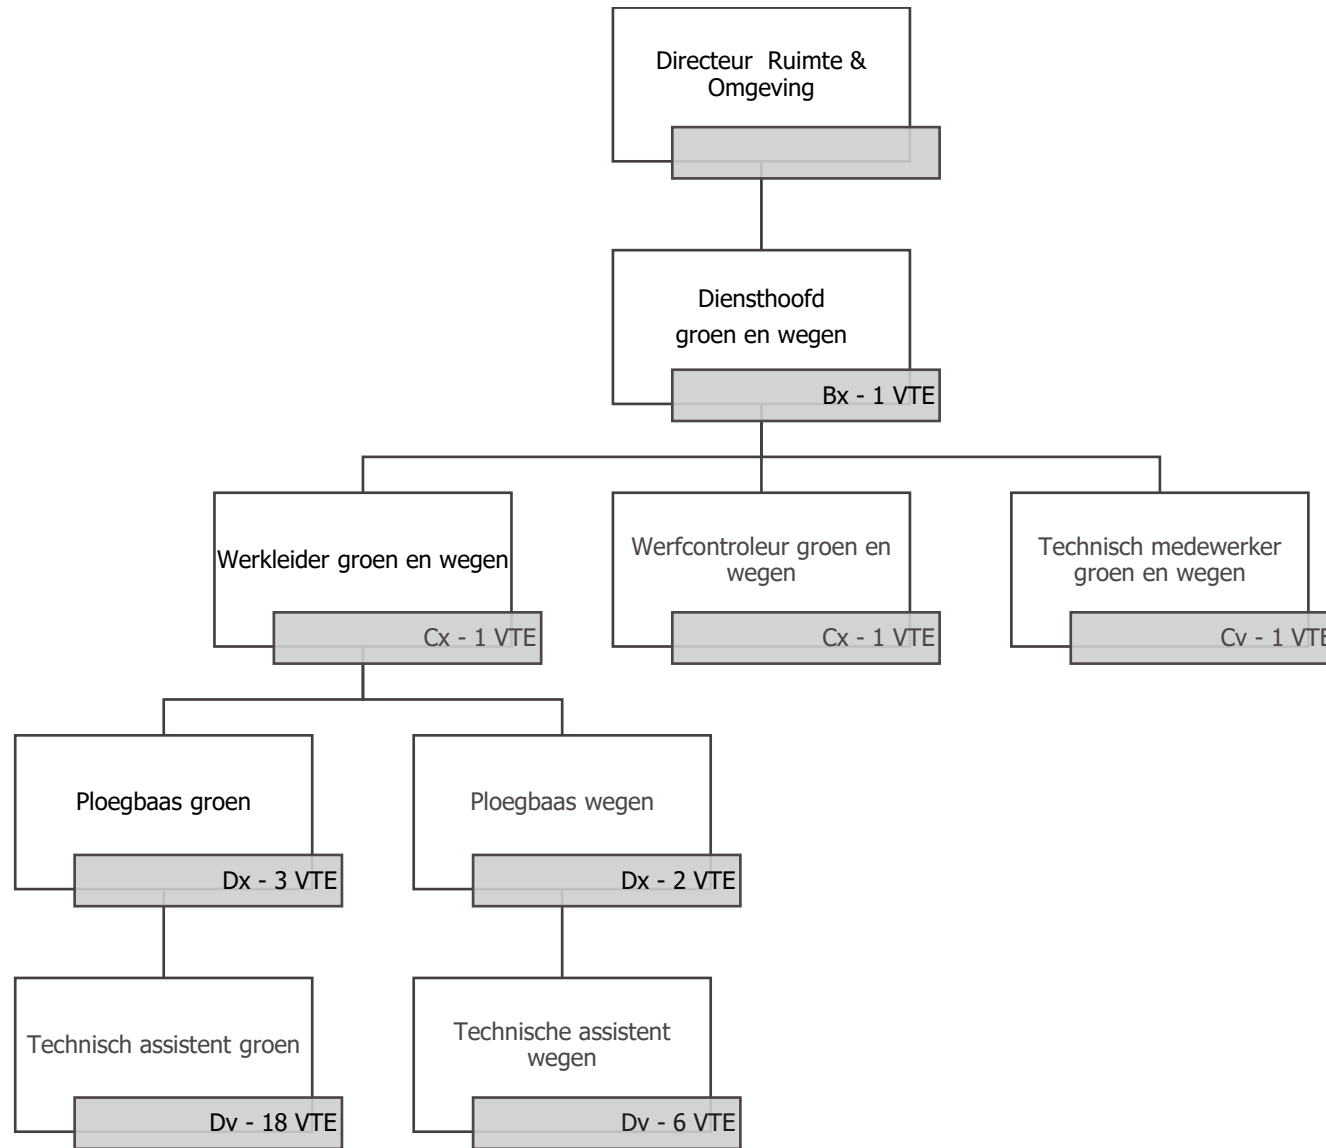 Directeur  Ruimte &
Omgeving
Diensthoofd
groen en wegen
Bx - 1 VTE
Werkleider groen en wegen
Cx - 1 VTE
Werfcontroleur groen en
wegen
Cx - 1 VTE
Technisch medewerker
groen en wegen
Cv - 1 VTE
Ploegbaas groen
Dx - 3 VTE
Ploegbaas wegen
Dx - 2 VTE
Technisch assistent groen
Dv - 18 VTE
Technische assistent
wegen
Dv - 6 VTE